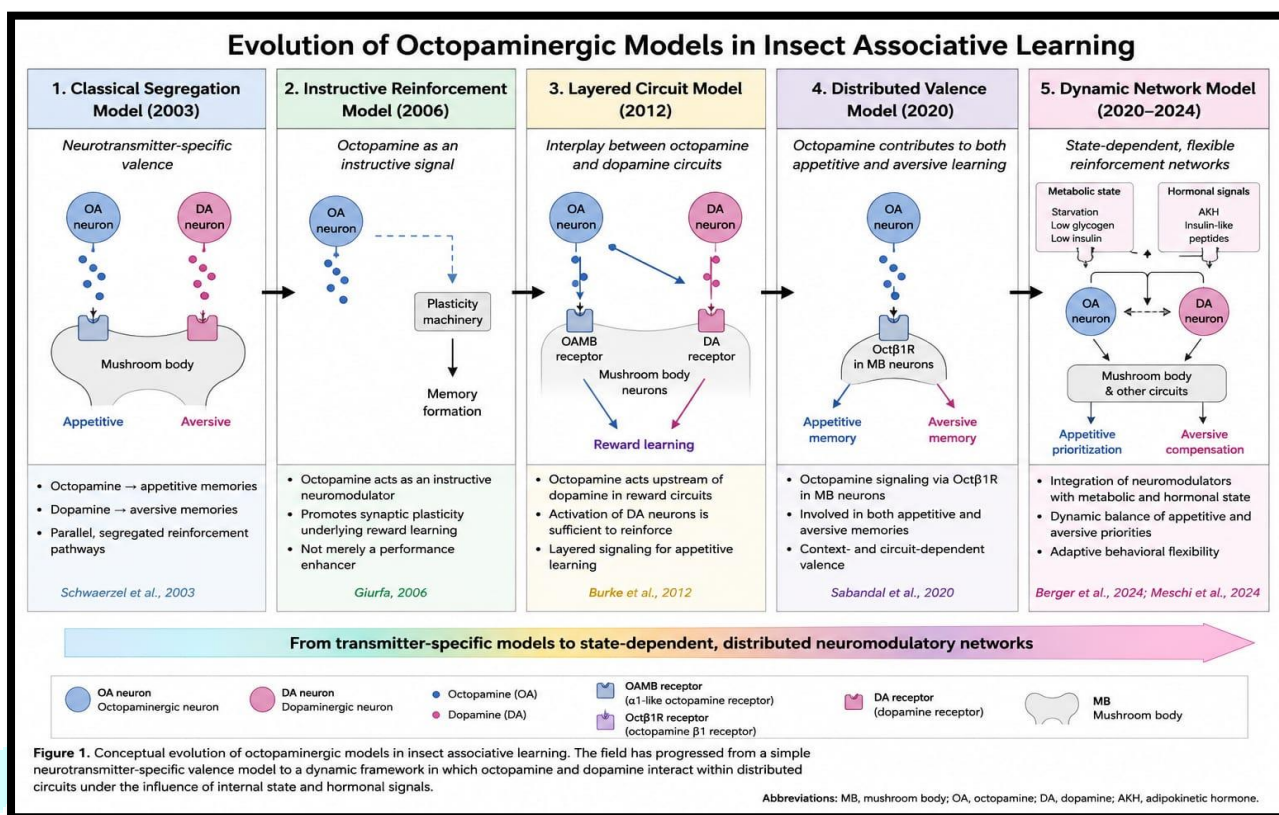 Evolution of Octopaminergic Models in Insect Associative Learning
1. Classical Segregation
Model (2003)
Neurotransmitter-specific
valence
OA
neuron
DA
neuron
Mushroom body
Appetitive
Aversive
• Octopamine → appetitive memories
• Dopamine → aversive memories
• Parallel, segregated reinforcement
pathways
Schwaerzel et al., 2003
2. Instructive Reinforcement
Model (2006)
Octopamine as an
instructive signal
OA
neuron
Plasticity
machinery
Memory
formation
• Octopamine acts as an instructive
neuromodulator
• Promotes synaptic plasticity
underlying reward learning
• Not merely a performance
enhancer
Giurfa, 2006
3. Layered Circuit Model
(2012)
Interplay between octopamine
and dopamine circuits
OA
neuron
DA
neuron
OAMB
receptor
DA
receptor
Mushroom body
neurons
Reward learning
• Octopamine acts upstream of
dopamine in reward circuits
• Activation of DA neurons is
sufficient to reinforce
• Layered signaling for appetitive
learning
Burke et al., 2012
4. Distributed Valence
Model (2020)
Octopamine contributes to both
appetitive and aversive learning
OA
neuron
Octβ1R
in MB neurons
Appetitive
memory
Aversive
memory
• Octopamine signaling via Octβ1R
in MB neurons
• Involved in both appetitive and
aversive memories
• Context- and circuit-dependent
valence
Sabandal et al., 2020
5. Dynamic Network Model
(2020–2024)
State-dependent, flexible
reinforcement networks
Metabolic state
Starvation
Low glycogen
Low insulin
Hormonal signals
AKH
Insulin-like
peptides
OA
neuron
DA
neuron
Mushroom body
& other circuits
Appetitive
prioritization
Aversive
compensation
• Integration of neuromodulators
with metabolic and hormonal state
• Dynamic balance of appetitive and
aversive priorities
• Adaptive behavioral flexibility
Berger et al., 2024; Meschi et al., 2024
From transmitter-specific models to state-dependent, distributed neuromodulatory networks
OA neuron
Octopaminergic neuron
DA neuron
Dopaminergic neuron
Octopamine (OA)
Dopamine (DA)
OAMB receptor
(α1-like octopamine receptor)
Octβ1R receptor
(octopamine β1 receptor)
DA receptor
(dopamine receptor)
MB
Mushroom body
Figure 1. Conceptual evolution of octopaminergic models in insect associative learning. The field has progressed from a simple
neurotransmitter-specific valence model to a dynamic framework in which octopamine and dopamine interact within distributed
circuits under the influence of internal state and hormonal signals.
Abbreviations: MB, mushroom body; OA, octopamine; DA, dopamine; AKH, adipokinetic hormone.